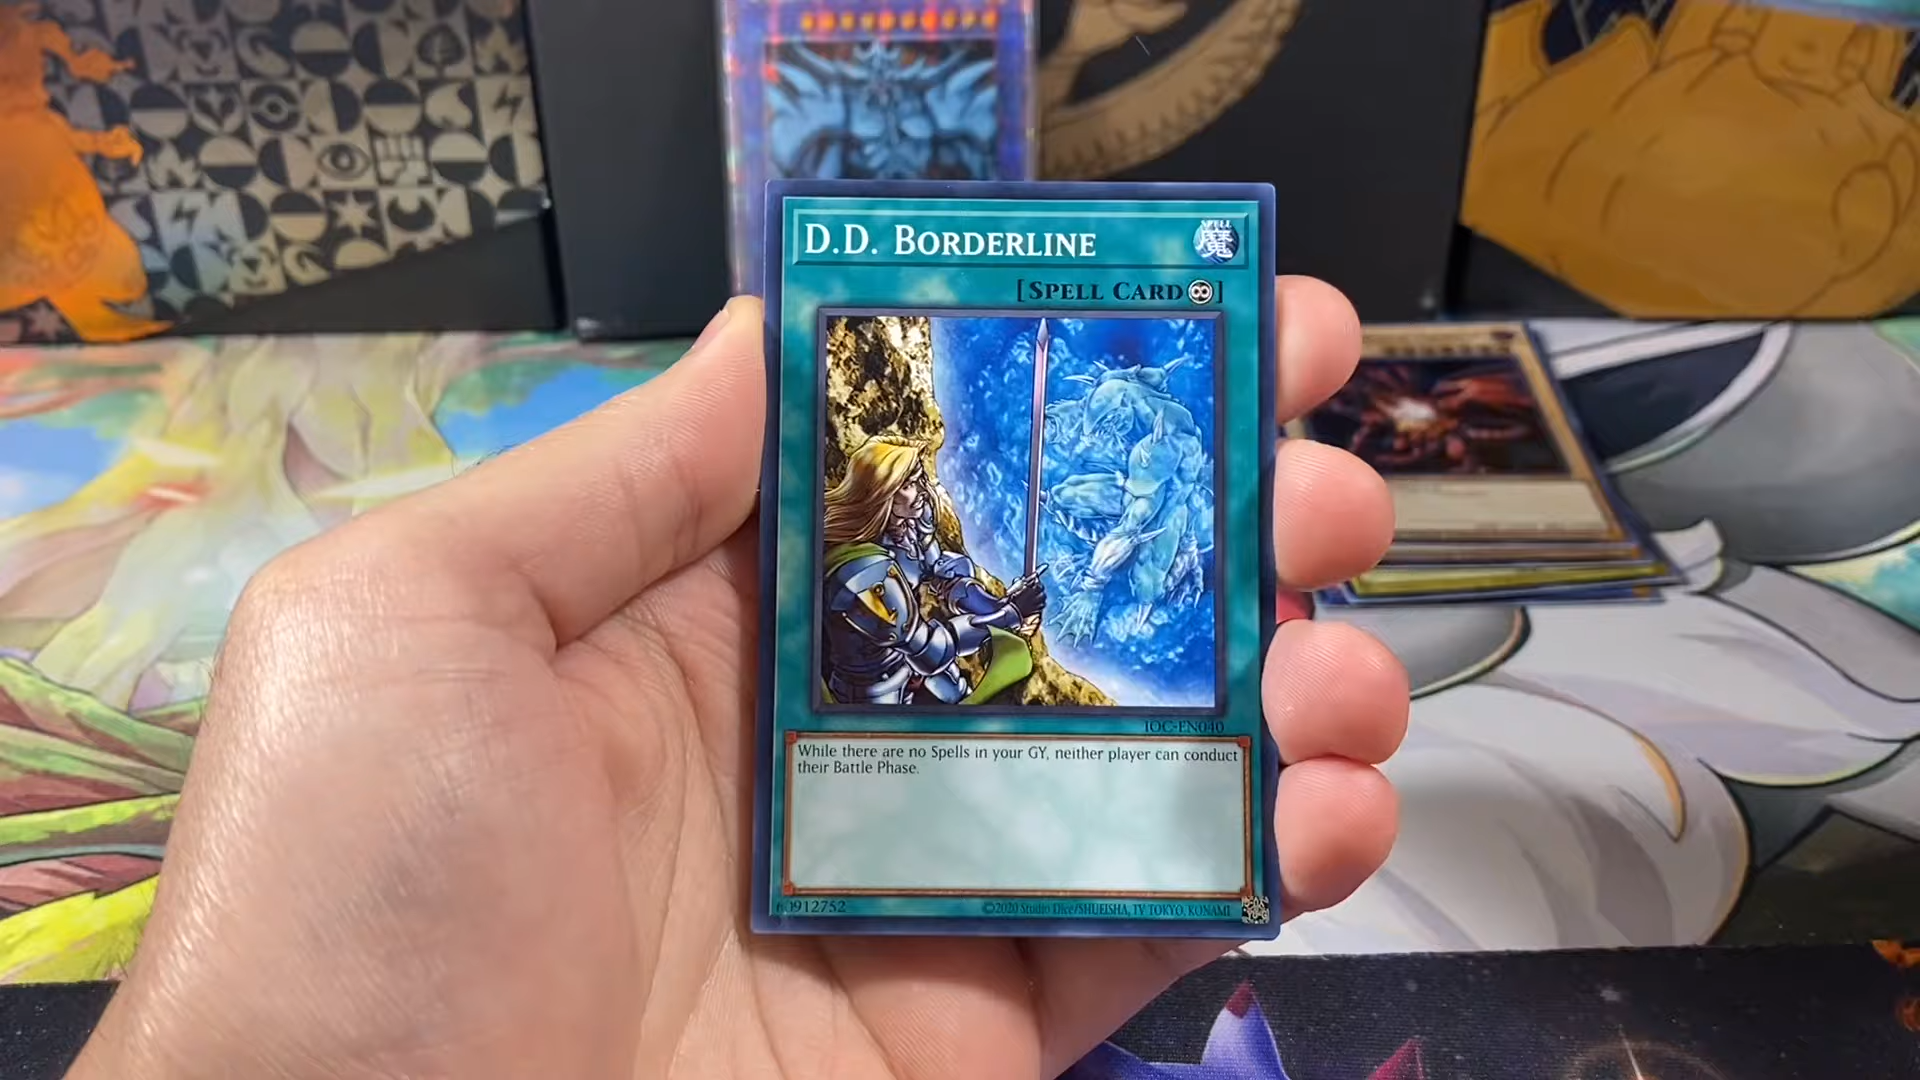 D.D. BORDERLINE
SPELL
魔
[SPELL CARD]
IOC-EN040
While there are no Spells in your GY, neither player can conduct
their Battle Phase.
60912752
©2020 Studio Dice/SHUEISHA, TV TOKYO, KONAMI